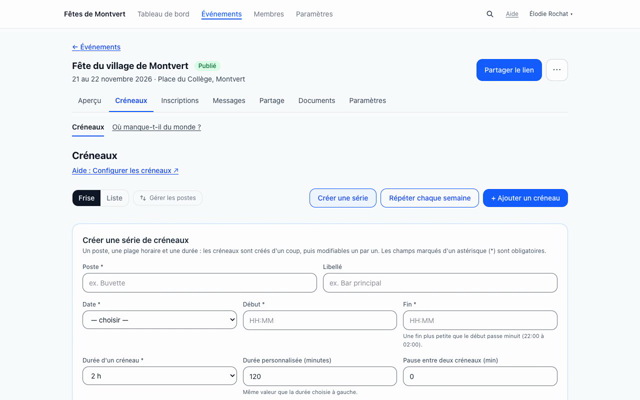 Fêtes de Montvert
Tableau de bord
Événements
Membres
Paramètres
Aide
Élodie Rochat
← Événements
Fête du village de Montvert
Publié
21 au 22 novembre 2026 · Place du Collège, Montvert
Partager le lien
...
Aperçu
Créneaux
Inscriptions
Messages
Partage
Documents
Paramètres
Créneaux
Où manque-t-il du monde ?
Créneaux
Aide : Configurer les créneaux ↗
Frise
Liste
Gérer les postes
Créer une série
Répéter chaque semaine
+ Ajouter un créneau
Créer une série de créneaux
Un poste, une plage horaire et une durée : les créneaux sont créés d'un coup, puis modifiables un par un. Les champs marqués d'un astérisque (*) sont obligatoires.
Poste *
Libellé
ex. Buvette
ex. Bar principal
Date *
Début *
Fin *
— choisir —
HH:MM
HH:MM
Une fin plus petite que le début passe minuit (22:00 à
02:00).
Durée d'un créneau *
Durée personnalisée (minutes)
Pause entre deux créneaux (min)
2 h
120
0
Même valeur que la durée choisie à gauche.